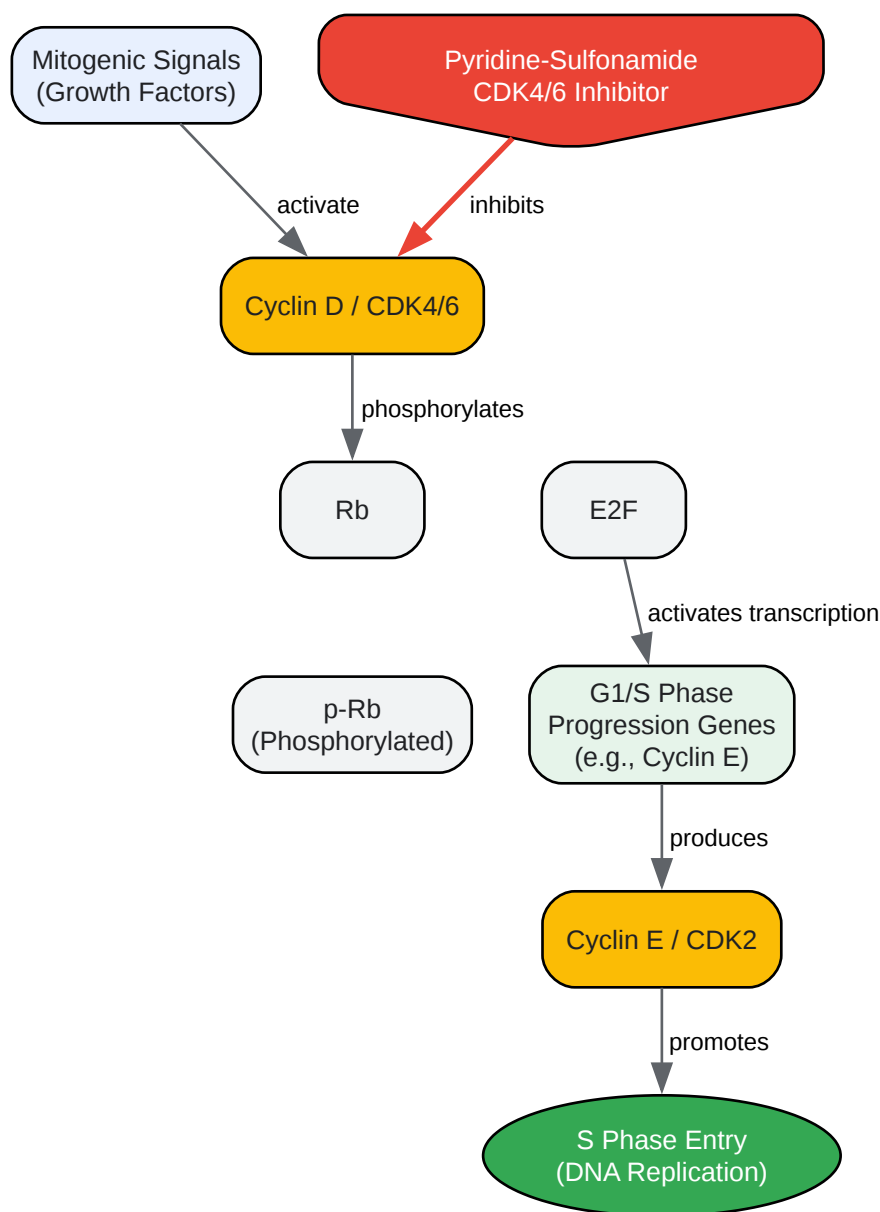 Mitogenic Signals
(Growth Factors)
Pyridine-Sulfonamide
CDK4/6 Inhibitor
activate
inhibits
Cyclin D / CDK4/6
phosphorylates
Rb
E2F
activates transcription
p-Rb
(Phosphorylated)
G1/S Phase
Progression Genes
(e.g., Cyclin E)
produces
Cyclin E / CDK2
promotes
S Phase Entry
(DNA Replication)